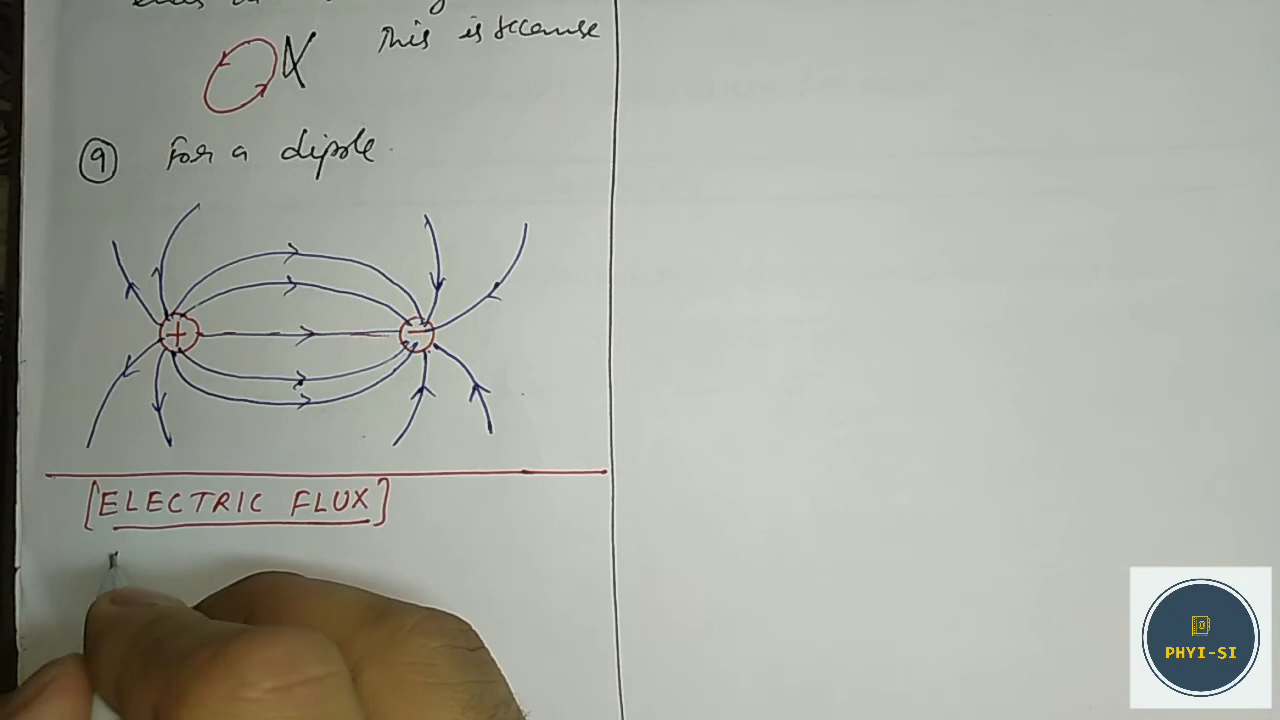 This is because
9 For a dipole
+ −
[ELECTRIC FLUX]
PHYI-SI